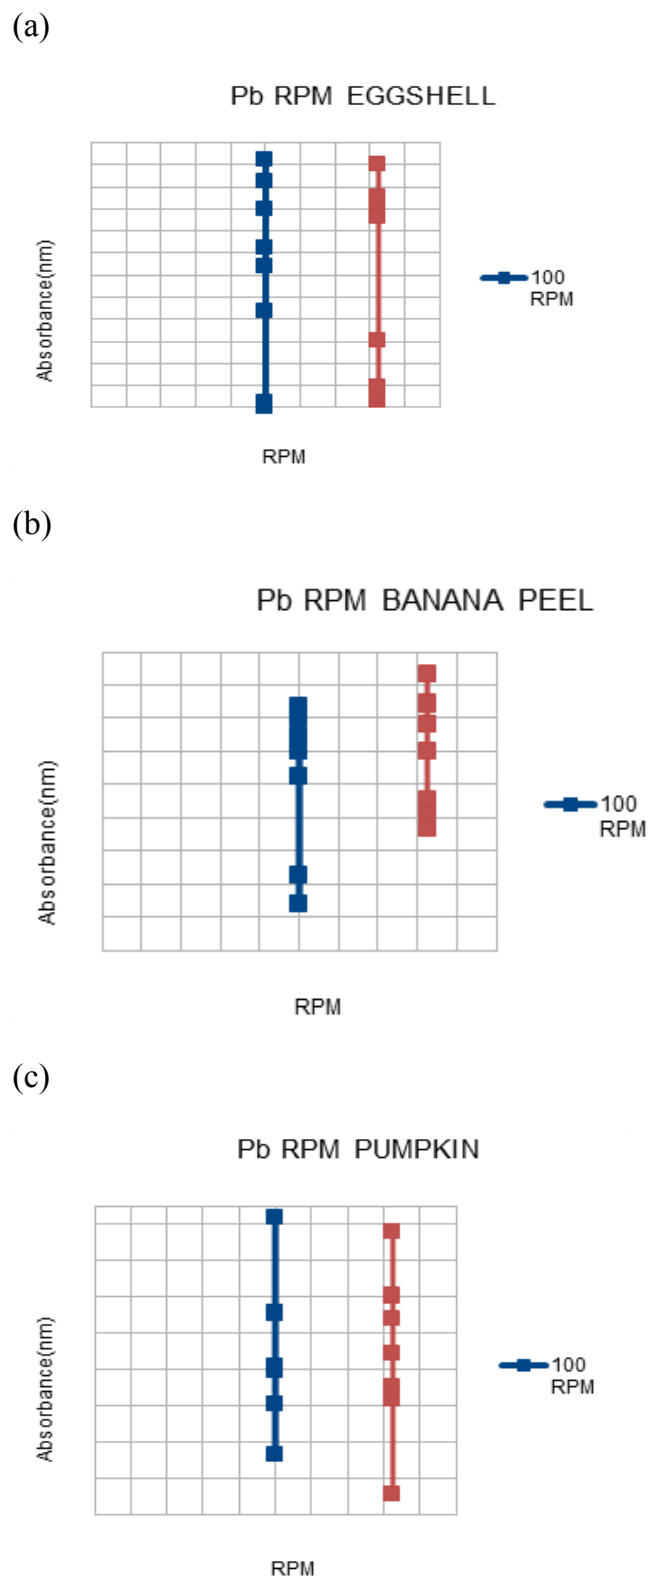 (a)
Pb RPM EGGSHELL
Absorbance(nm)
100
RPM
RPM
(b)
Pb RPM BANANA PEEL
Absorbance(nm)
100
RPM
RPM
(c)
Pb RPM PUMPKIN
Absorbance(nm)
100
RPM
RPM